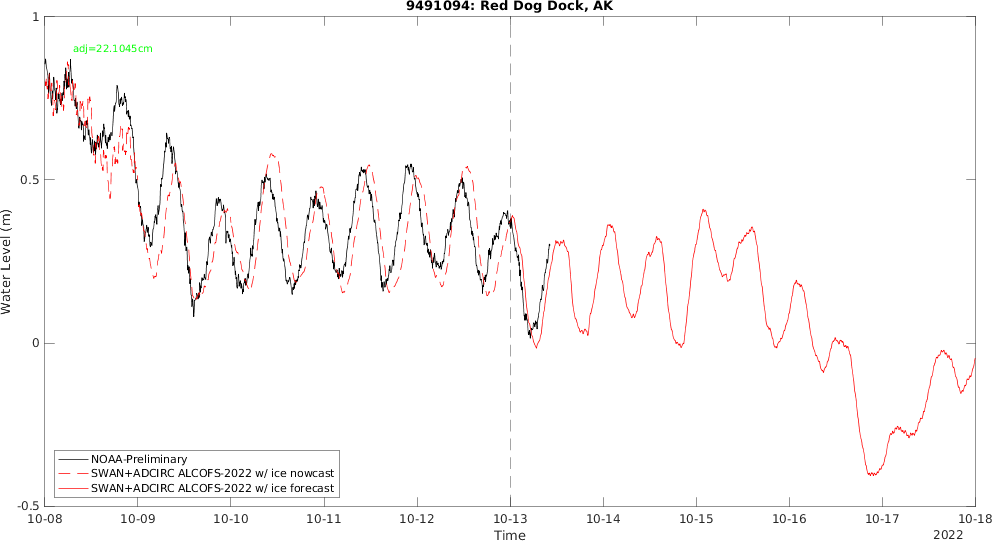 9491094: Red Dog Dock, AK
adj=22.1045cm
Water Level (m)
1
0.5
0
-0.5
NOAA-Preliminary
SWAN+ADCIRC ALCOFS-2022 w/ ice nowcast
SWAN+ADCIRC ALCOFS-2022 w/ ice forecast
10-08 10-09 10-10 10-11 10-12 10-13 10-14 10-15 10-16 10-17 10-18
Time
2022